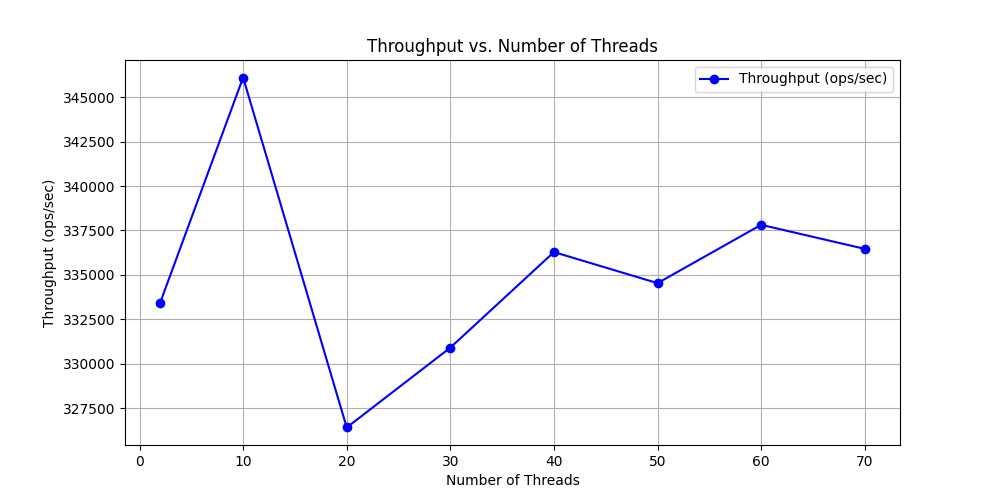 Throughput vs. Number of Threads
Throughput (ops/sec)
Throughput (ops/sec)
345000
342500
340000
337500
335000
332500
330000
327500
0 10 20 30 40 50 60 70
Number of Threads